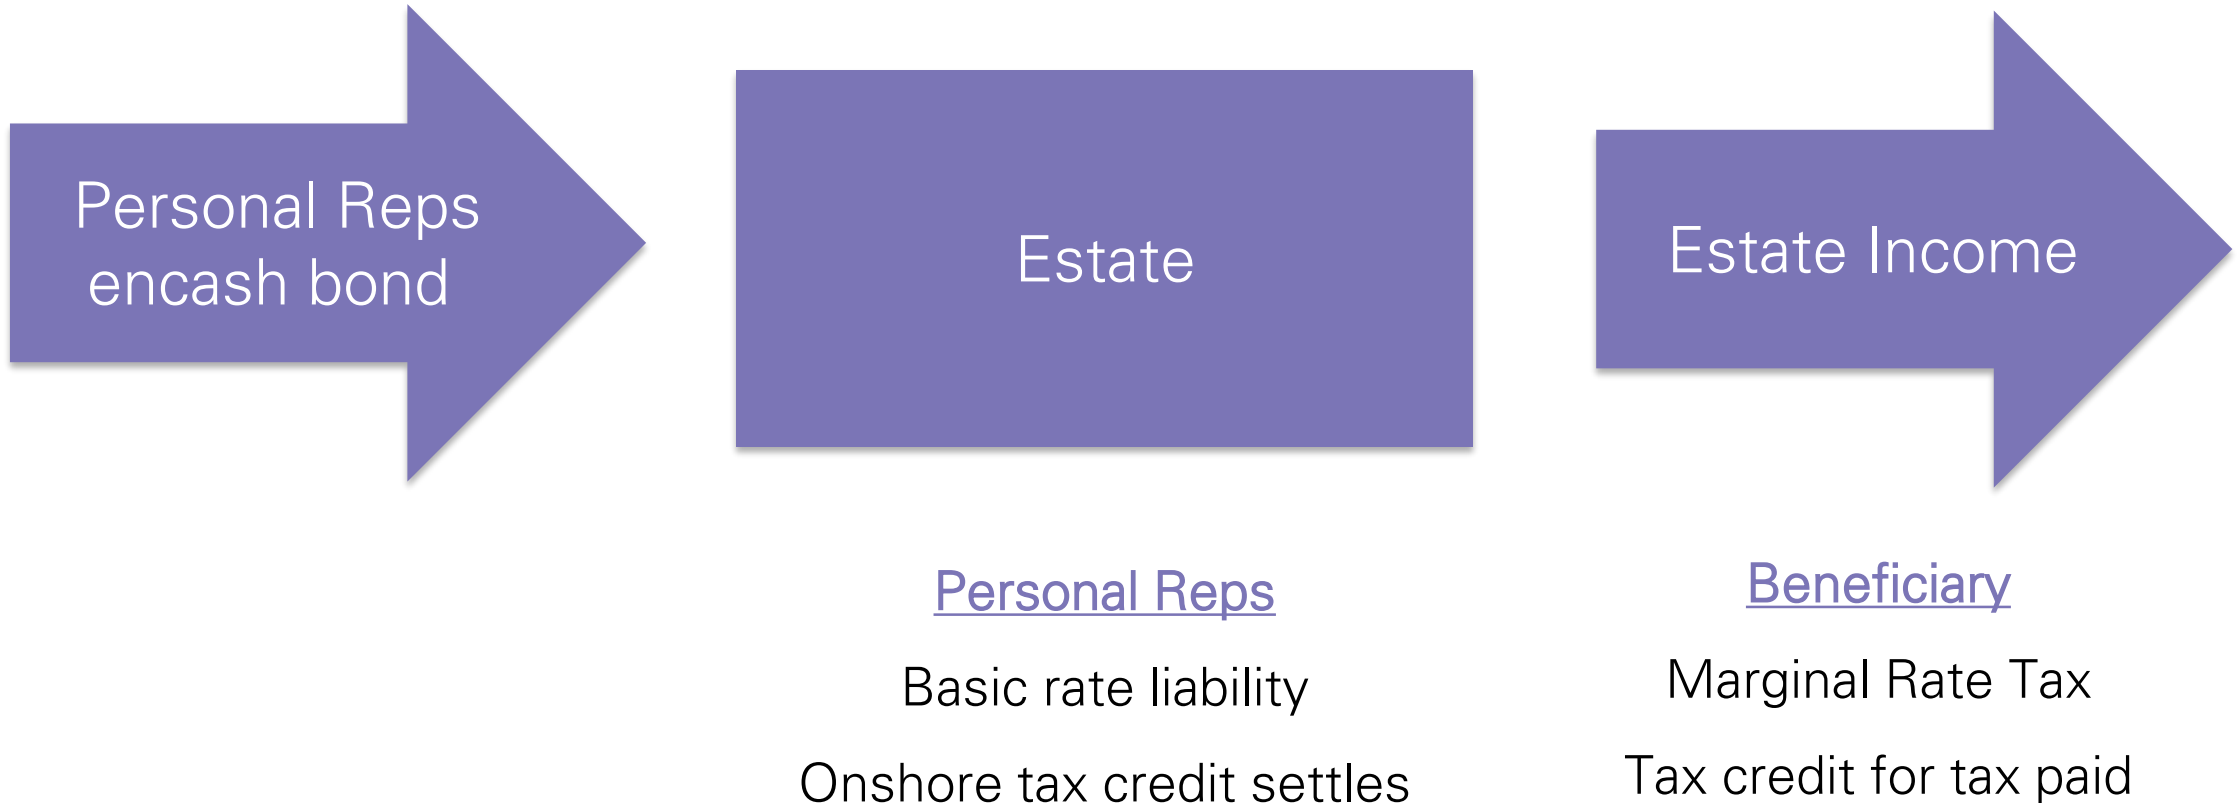 Personal Reps
encash bond
Estate
Estate Income
Personal Reps
Basic rate liability
Onshore tax credit settles
Beneficiary
Marginal Rate Tax
Tax credit for tax paid